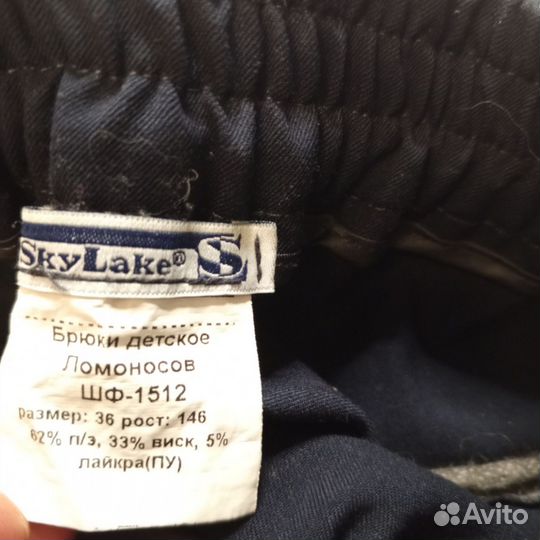 SkyLake® S
Брюки детское
Ломоносов
ШФ-1512
размер: 36 рост: 146
62% п/э, 33% виск, 5%
лайкра(ПУ)
Avito